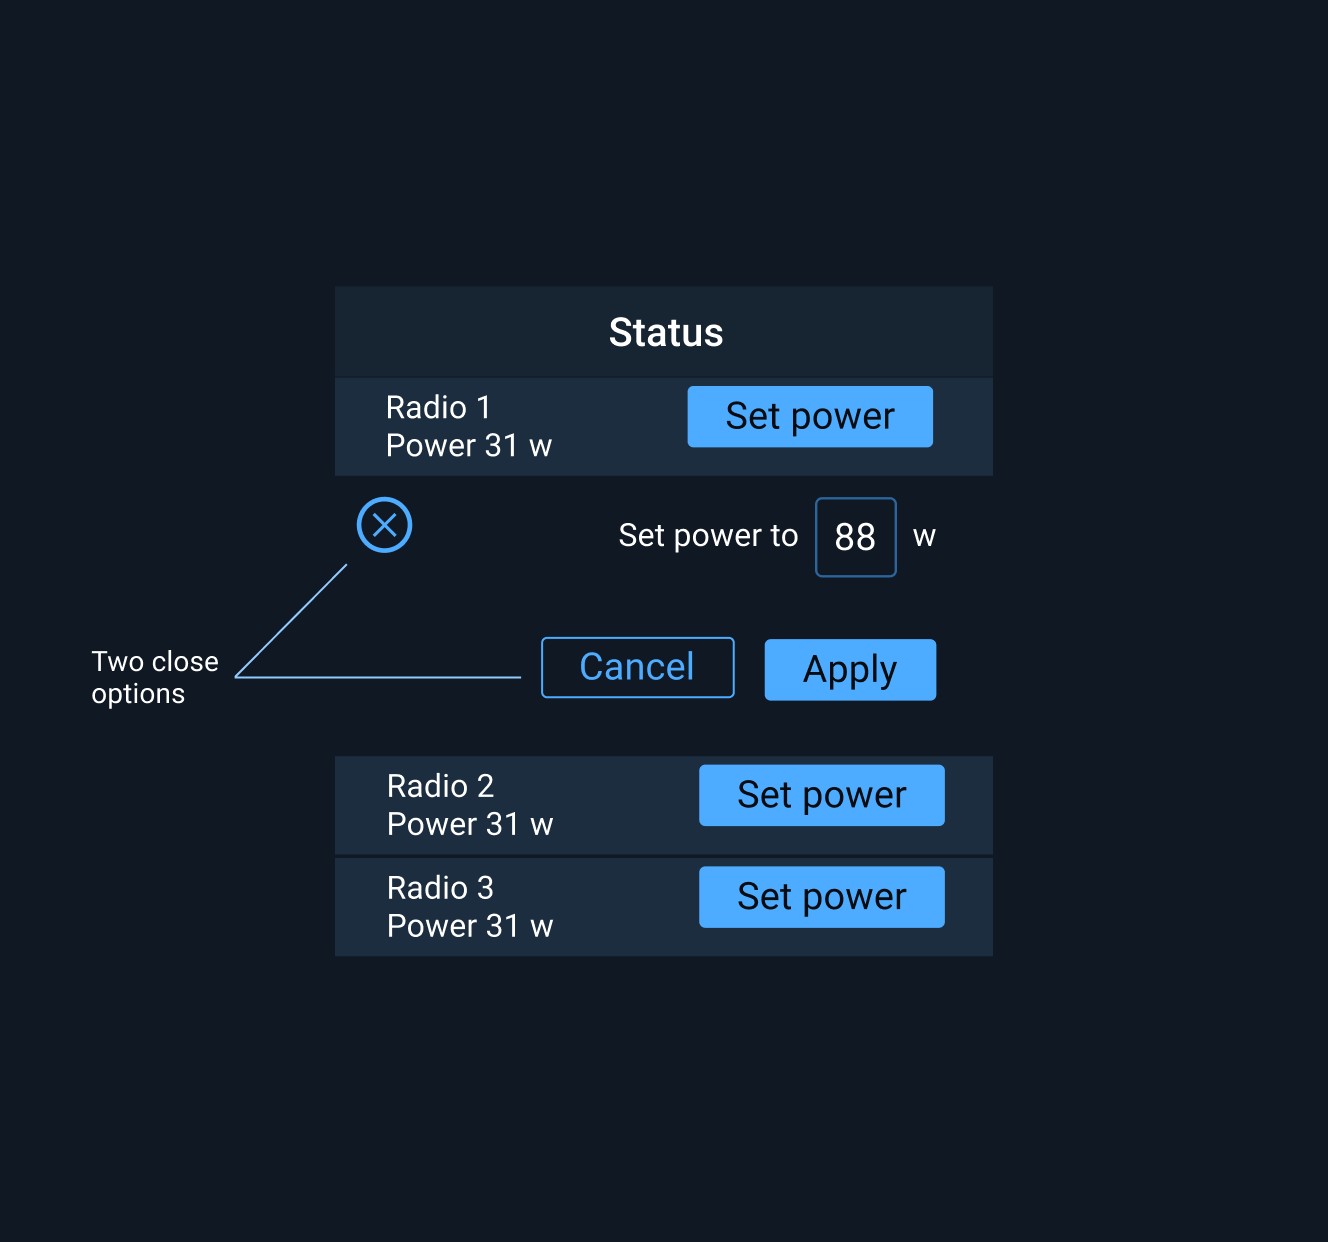 Status
Radio 1
Power 31 w
Set power
Set power to 88 w
Two close
options
Cancel
Apply
Radio 2
Power 31 w
Set power
Radio 3
Power 31 w
Set power